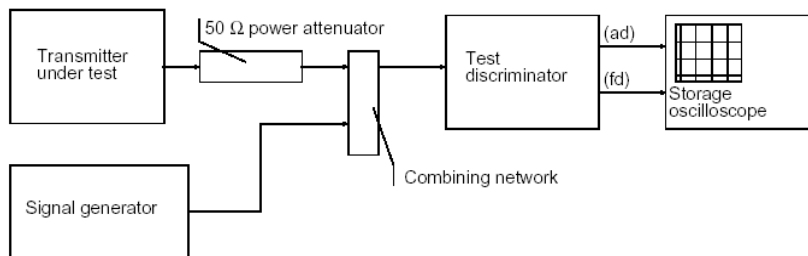 50 Ω power attenuator
Transmitter
under test
Test
discriminator
(ad)
(fd)
Storage
oscilloscope
Combining network
Signal generator